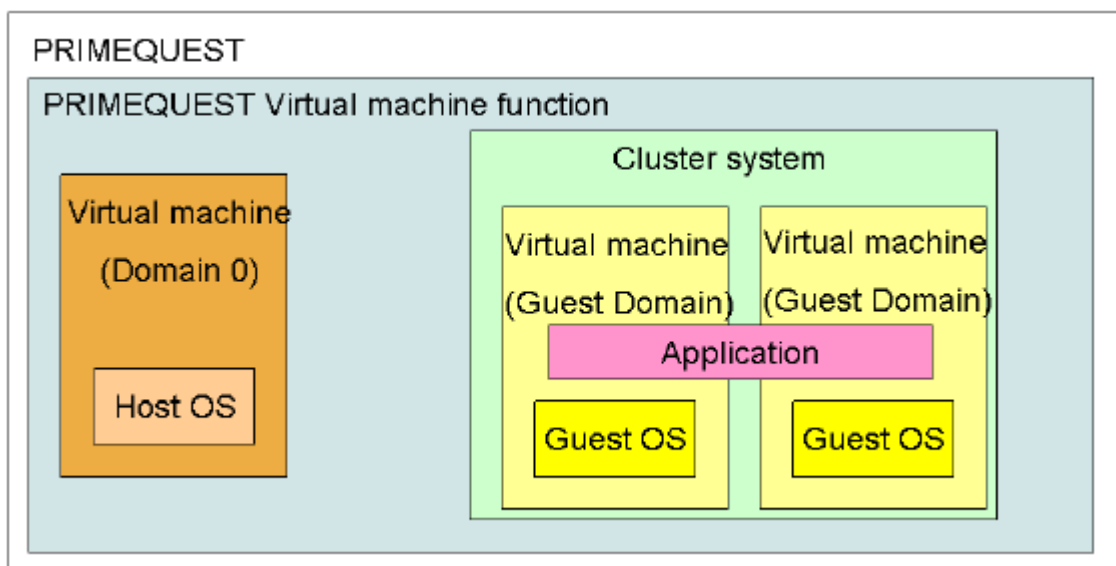 PRIMEQUEST
PRIMEQUEST Virtual machine function
Cluster system
Virtual machine
(Domain 0)
Host OS
Virtual machine
(Guest Domain)
Virtual machine
(Guest Domain)
Application
Guest OS
Guest OS